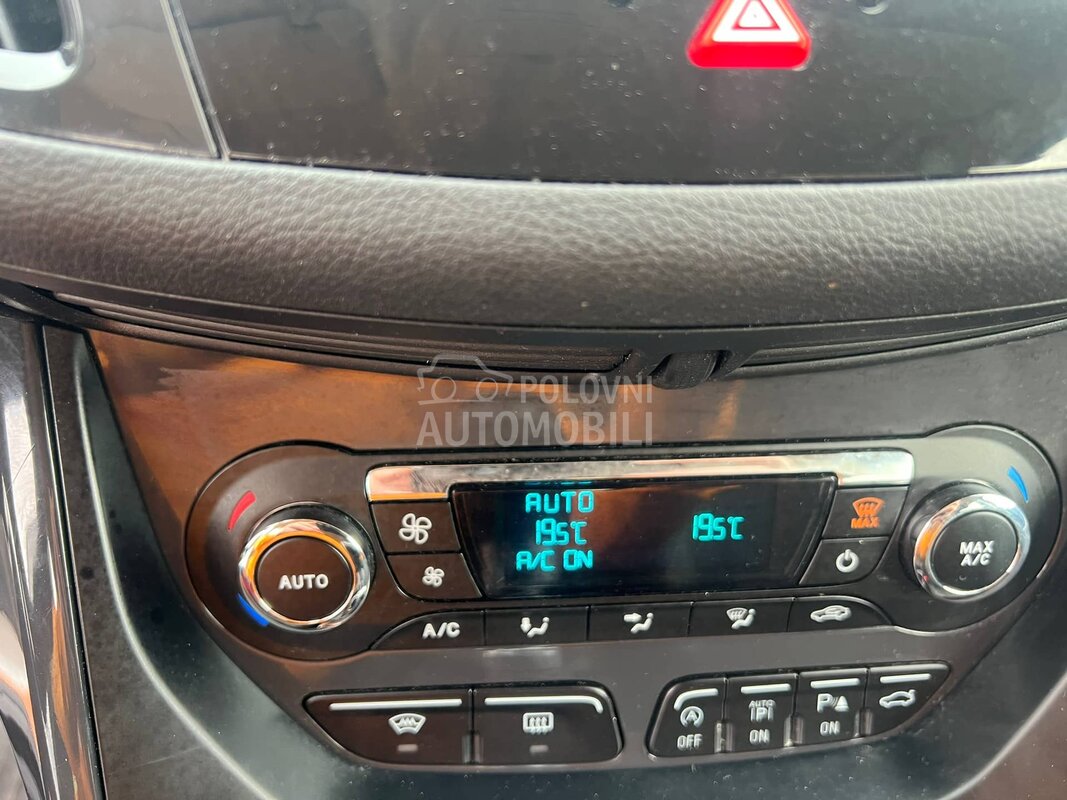 POLOVNI
AUTOMOBILI
AUTO
19.5°C 19.5°C
A/C ON
MAX
AUTO
MAX
A/C
A/C
OFF
AUTO
P
ON
P
ON